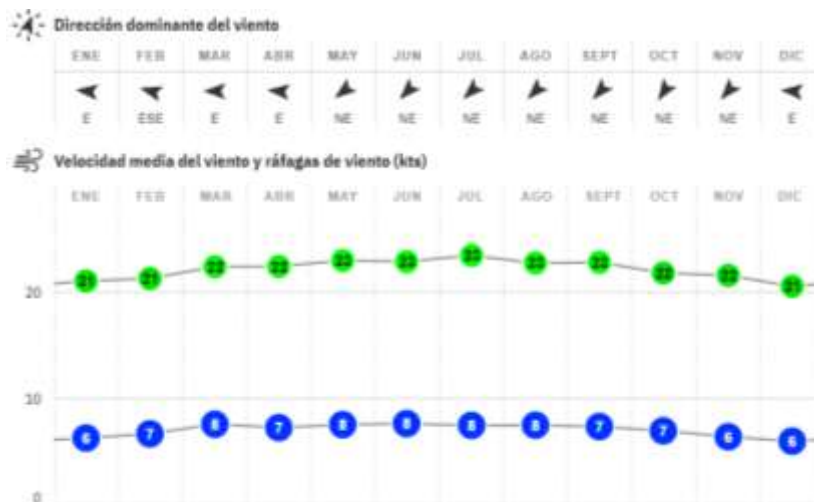 Dirección dominante del viento
ENE FEB MAR ABR MAY JUN JUL AGO SEPT OCT NOV DIC
E ESE E E NE NE NE NE NE NE NE E
Velocidad media del viento y ráfagas de viento (kts)
ENE FEB MAR ABR MAY JUN JUL AGO SEPT OCT NOV DIC
21 21 22 22 23 23 23 23 22 22 21
20
10
6 7 8 7 8 8 8 8 7 7 6 6
0